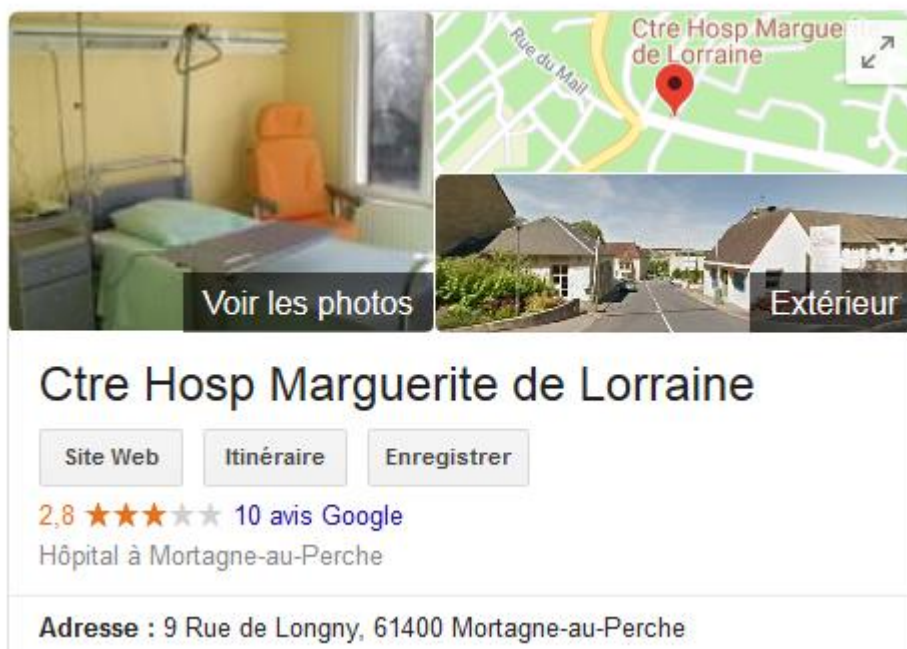 Rue du Mail
Ctre Hosp Marguerite
de Lorraine
Voir les photos
Extérieur
Ctre Hosp Marguerite de Lorraine
Site Web
Itinéraire
Enregistrer
2,8 ★★★★★ 10 avis Google
Hôpital à Mortagne-au-Perche
Adresse : 9 Rue de Longny, 61400 Mortagne-au-Perche